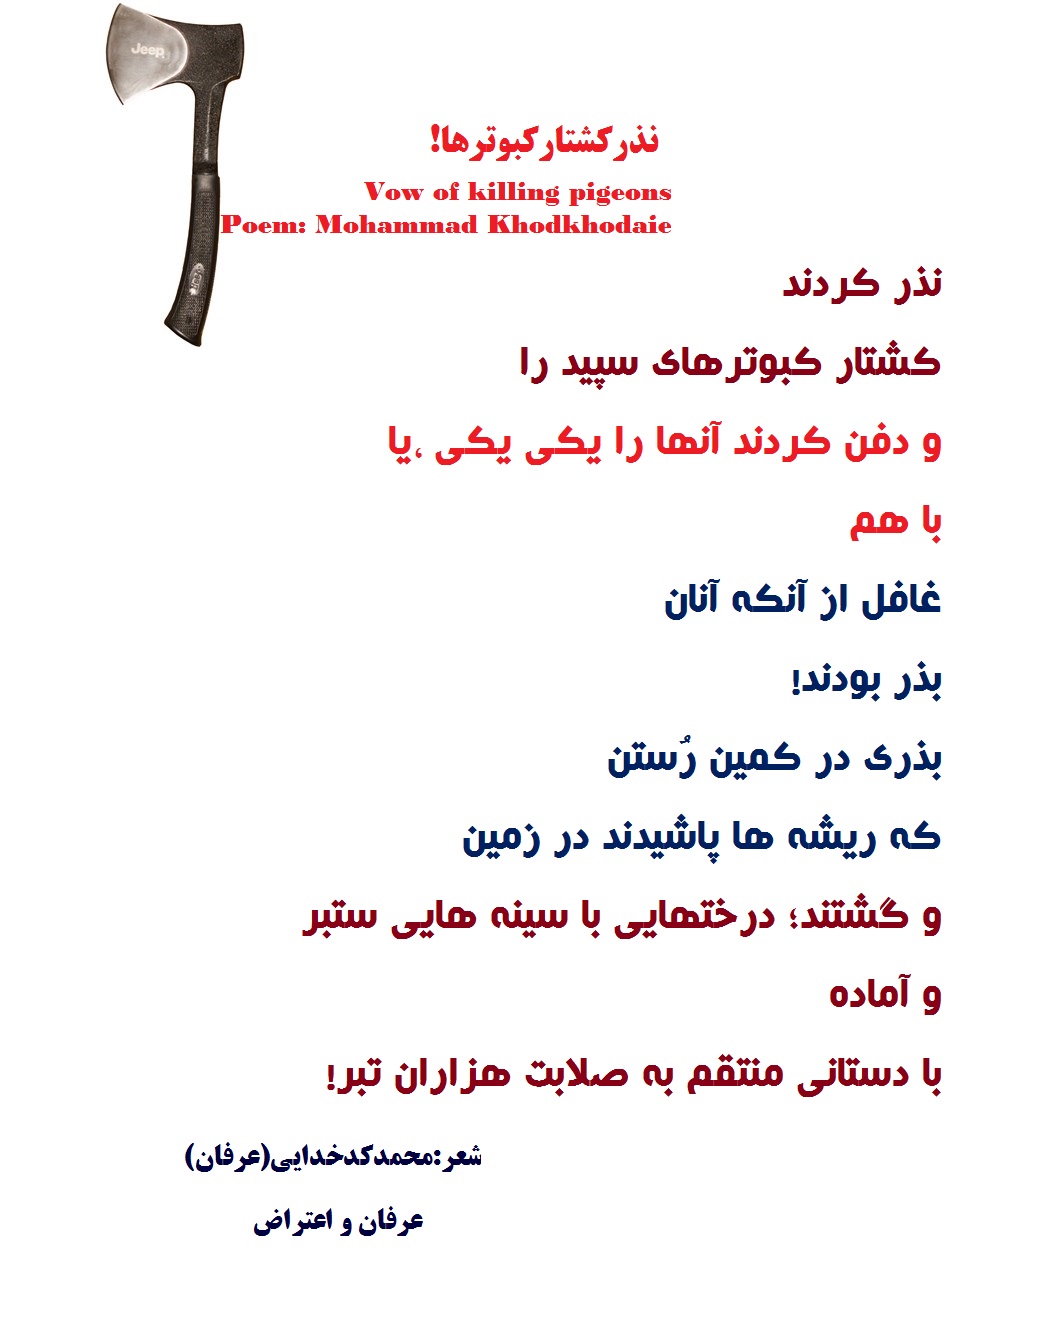 Jeep
نذرکشتارکبوترها!
Vow of killing pigeons
Poem: Mohammad Khodkhodaie
نذر کردند
کشتار کبوترهای سپید را
و دفن کردند آنها را یکی یکی ،یا
با هم
غافل از آنکه آنان
بذر بودند!
بذری در کمین رُستن
که ریشه ها پاشیدند در زمین
و گشتند؛ درختهایی با سینه هایی ستبر
و آماده
با دستانی منتقم به صلابت هزاران تبر!
شعر:محمدکدخدایی(عرفان)
عرفان و اعتراض